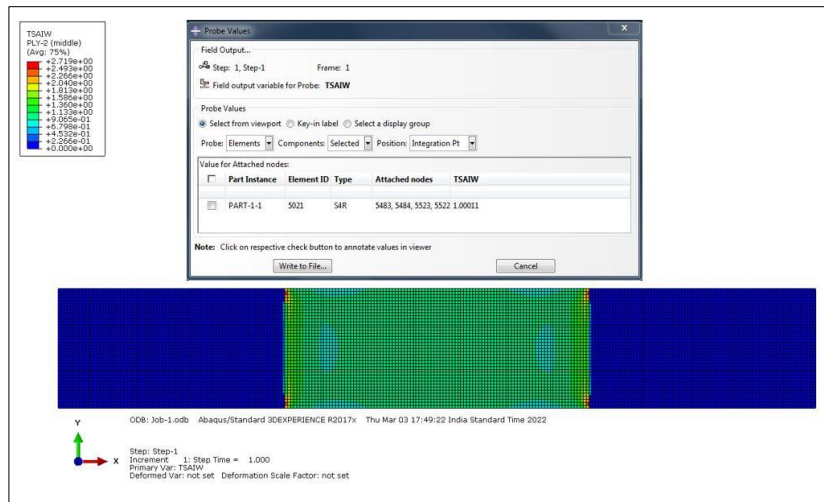 TSAIW
PLY-2 (middle)
(Avg: 75%)
+2.719e+00
+2.493e+00
+2.266e+00
+2.040e+00
+1.813e+00
+1.586e+00
+1.360e+00
+1.133e+00
+9.065e-01
+6.798e-01
+4.532e-01
+2.266e-01
+0.000e+00
Probe Values
x
Field Output...
Step: 1, Step-1 Frame: 1
Field output variable for Probe: TSAIW
Probe Values
Select from viewport Key-in label Select a display group
Probe: Elements Components: Selected Position: Integration Pt
Value for Attached nodes:
Part Instance Element ID Type Attached nodes TSAIW
PART-1-1 5021 S4R 5483, 5484, 5523, 5522 1.00011
Note: Click on respective check button to annotate values in viewer
Write to File... Cancel
ODB: Job-1.odb Abaqus/Standard 3DEXPERIENCE R2017x Thu Mar 03 17:49:22 India Standard Time 2022
Y
X
Step: Step-1
Increment 1: Step Time = 1.000
Primary Var: TSAIW
Deformed Var: not set Deformation Scale Factor: not set